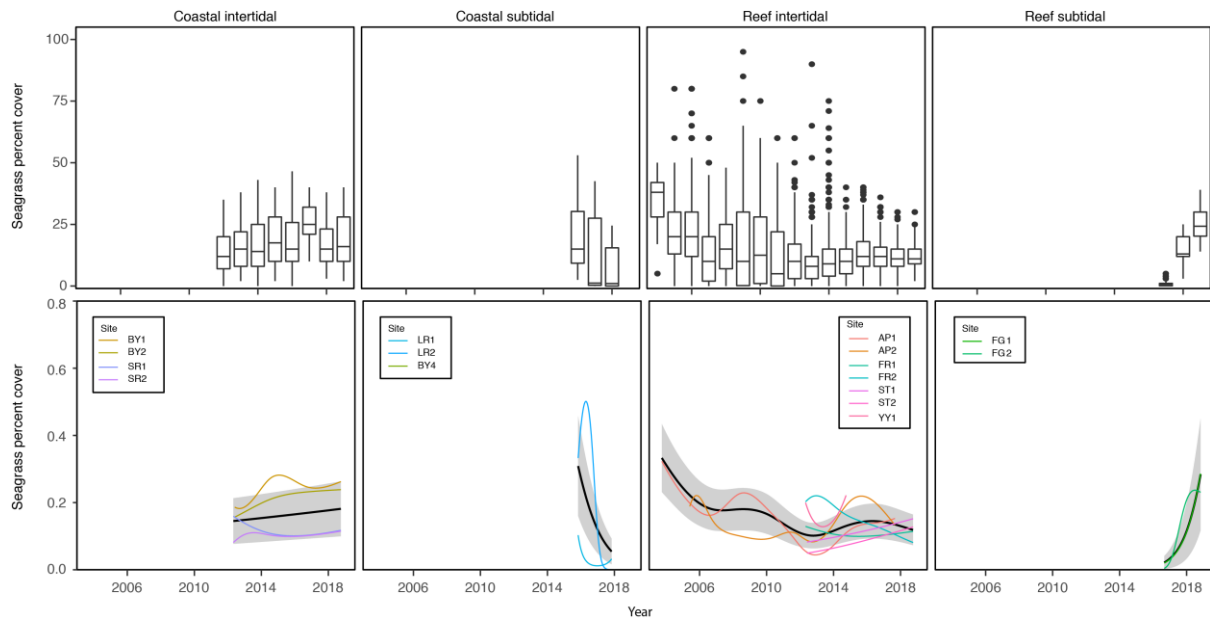 Coastal intertidal Coastal subtidal Reef intertidal Reef subtidal
Seagrass percent cover
100
75
50
25
0
Seagrass percent cover
0.8
0.6
0.4
0.2
0.0
Site
BY1
BY2
SR1
SR2
Site
LR1
LR2
BY4
Site
AP1
AP2
FR1
FR2
ST1
ST2
YY1
Site
FG1
FG2
2006 2010 2014 2018 2006 2010 2014 2018 2006 2010 2014 2018 2006 2010 2014 2018
Year